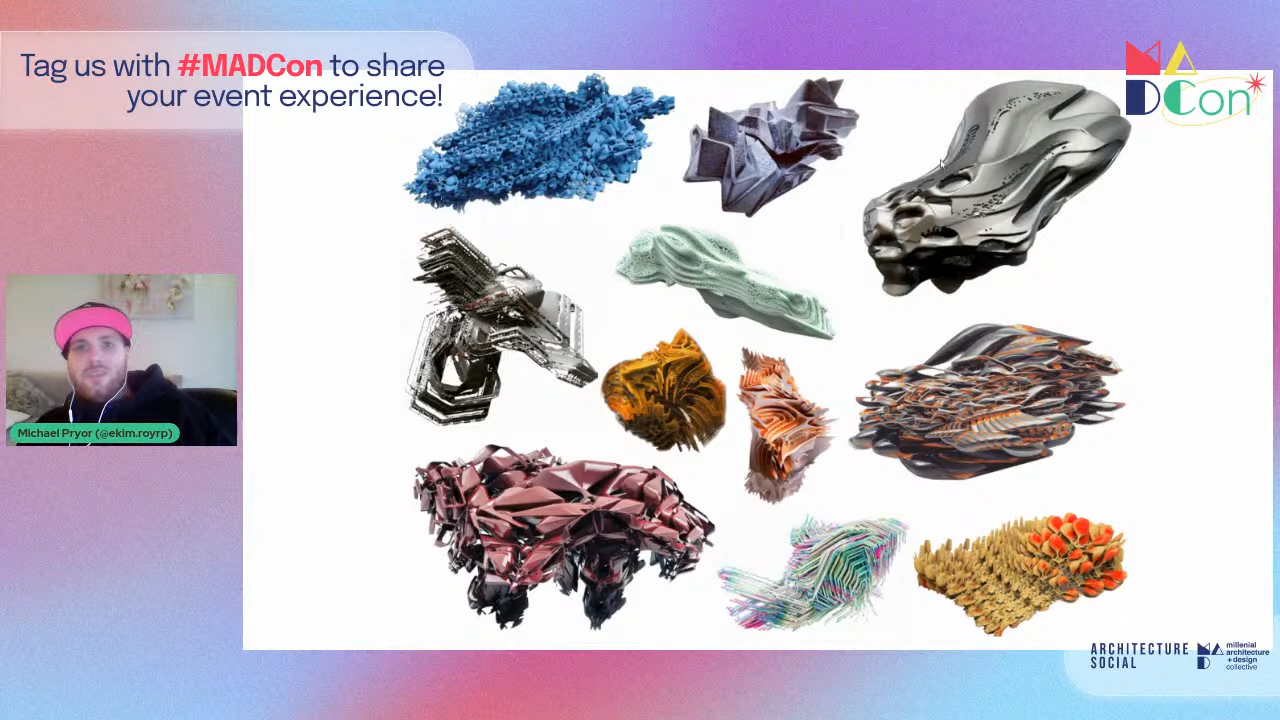 Tag us with #MADCon to share
your event experience!
MA
DCon
Michael Pryor (@ekim.royrp)
ARCHITECTURE
SOCIAL
MAD
millenial
architecture
+design
collective